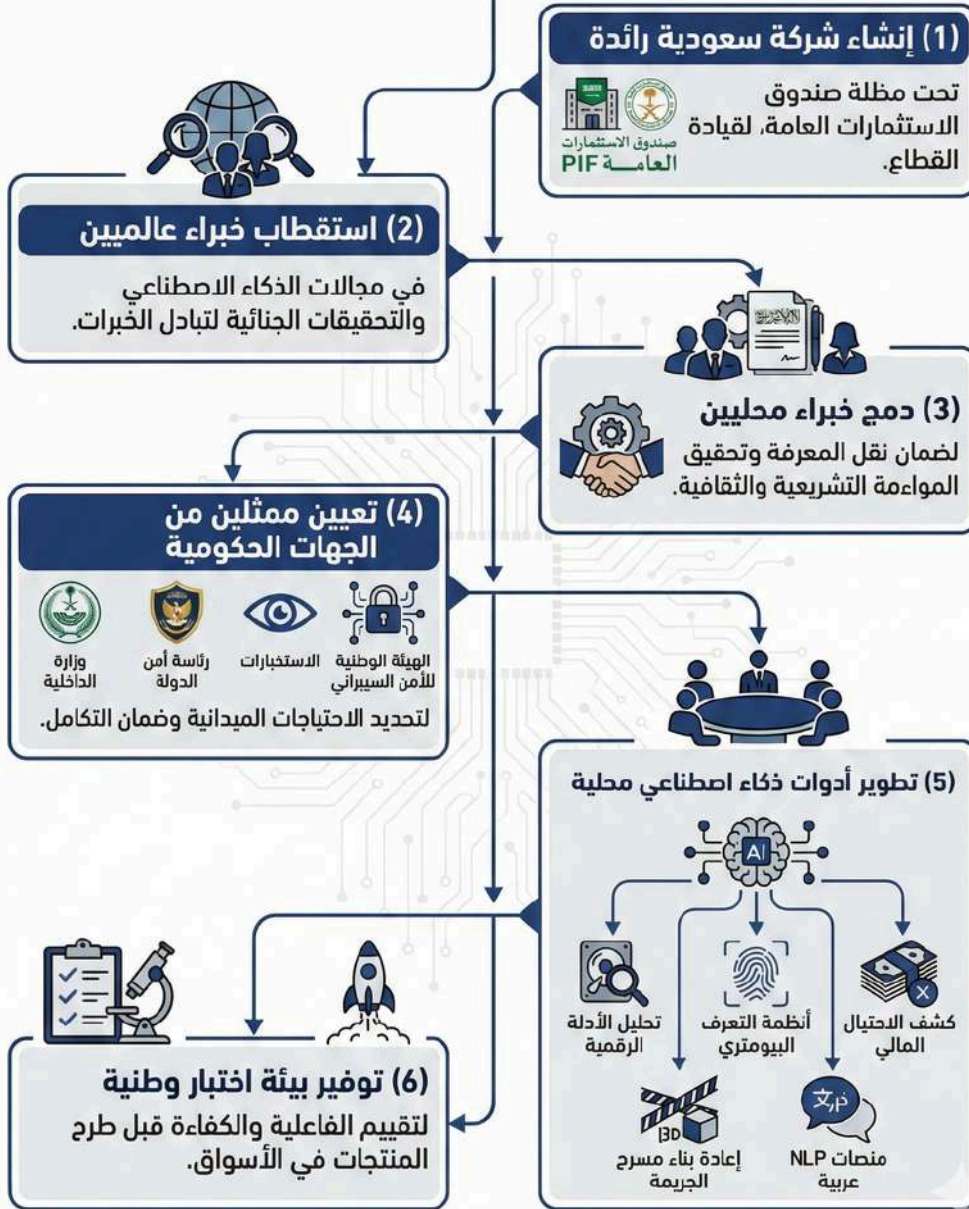 (1) إنشاء شركة سعودية رائدة
تحت مظلة صندوق
الاستثمارات العامة، لقيادة
القطاع.
صندوق الاستثمارات
العامــة PIF
(2) استقطاب خبراء عالميين
في مجالات الذكاء الاصطناعي
والتحقيقات الجنائية لتبادل الخبرات.
(3) دمج خبراء محليين
لضمان نقل المعرفة وتحقيق
المواءمة التشريعية والثقافية.
(4) تعيين ممثلين من
الجهات الحكومية
الهيئة الوطنية
للأمن السيبراني
الاستخبارات
رئاسة أمن
الدولة
وزارة
الداخلية
لتحديد الاحتياجات الميدانية وضمان التكامل.
(5) تطوير أدوات ذكاء اصطناعي محلية
AI
كشف الاحتيال
المالي
أنظمة التعرف
البيومتري
تحليل الأدلة
الرقمية
منصات NLP
عربية
3D
إعادة بناء مسرح
الجريمة
(6) توفير بيئة اختبار وطنية
لتقييم الفاعلية والكفاءة قبل طرح
المنتجات في الأسواق.